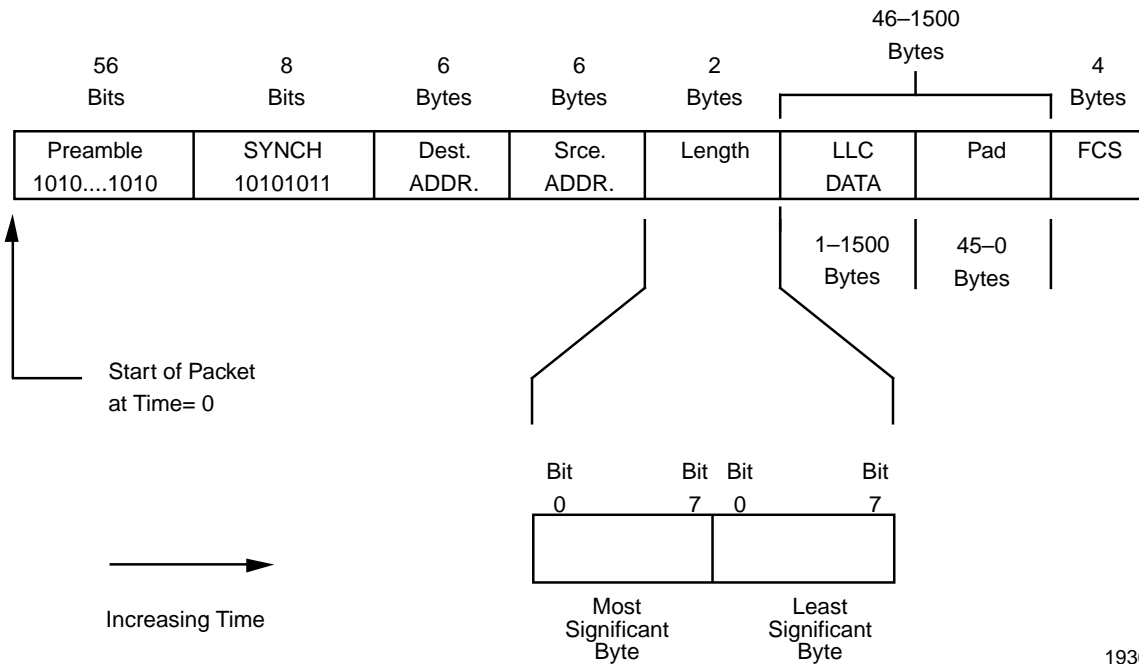 46–1500
Bytes
56
Bits
8
Bits
6
Bytes
6
Bytes
2
Bytes
4
Bytes
Preamble
1010....1010
SYNCH
10101011
Dest.
ADDR.
Srce.
ADDR.
Length
LLC
DATA
Pad
FCS
1–1500
Bytes
45–0
Bytes
Start of Packet
at Time= 0
Bit
0
Bit
7
Bit
0
Bit
7
Increasing Time
Most
Significant
Byte
Least
Significant
Byte